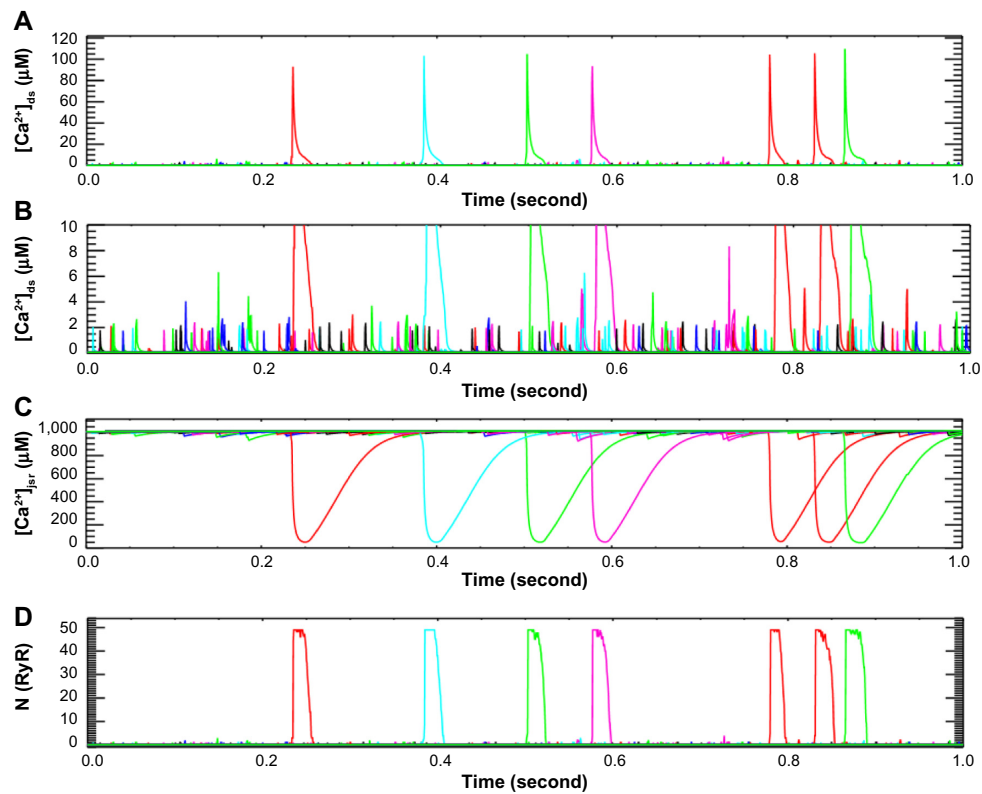 A
[Ca²⁺]ds (μM)
120
100
80
60
40
20
0
0.0 0.2 0.4 0.6 0.8 1.0
Time (second)
B
[Ca²⁺]ds (μM)
10
8
6
4
2
0
0.0 0.2 0.4 0.6 0.8 1.0
Time (second)
C
[Ca²⁺]jsr (μM)
1,000
800
600
400
200
0
0.0 0.2 0.4 0.6 0.8 1.0
Time (second)
D
N (RyR)
50
40
30
20
10
0
0.0 0.2 0.4 0.6 0.8 1.0
Time (second)